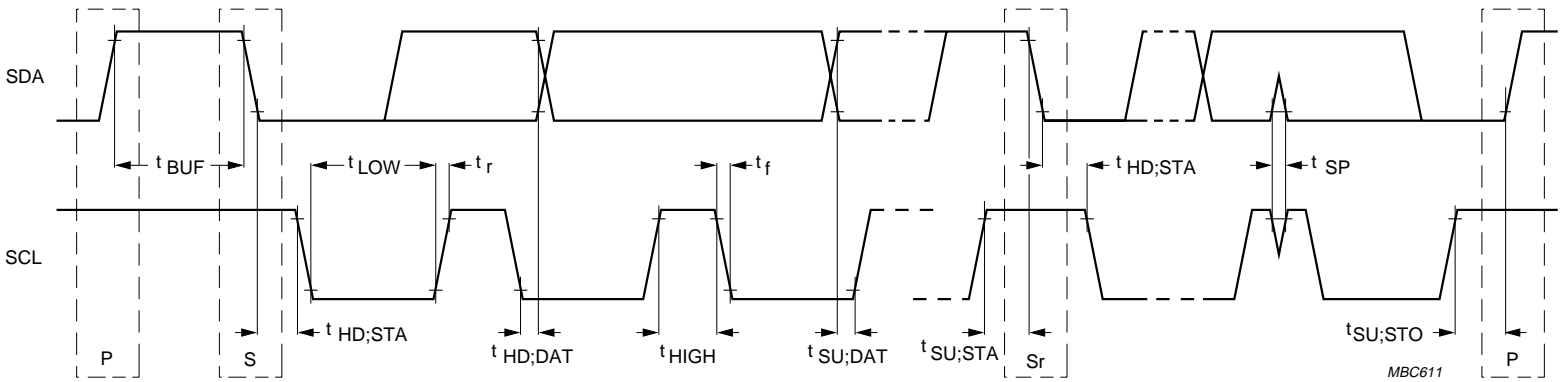 SDA
t BUF
t LOW
t r
t f
t HD;STA
t SP
SCL
t HD;STA
t HD;DAT
t HIGH
t SU;DAT
t SU;STA
t SU;STO
P
S
Sr
P
MBC611